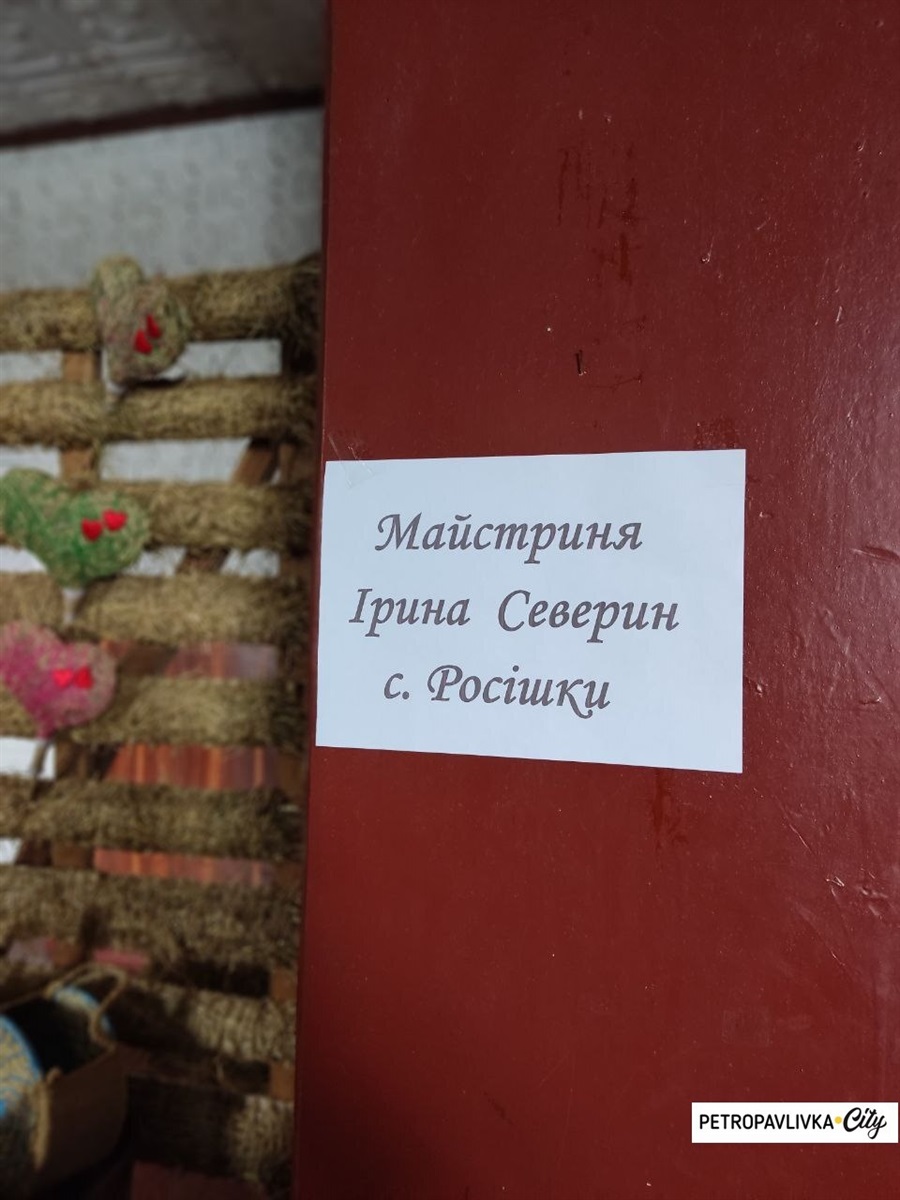 Майстриня
Ірина Северин
с. Росішки
PETROPAVLIVKA•City